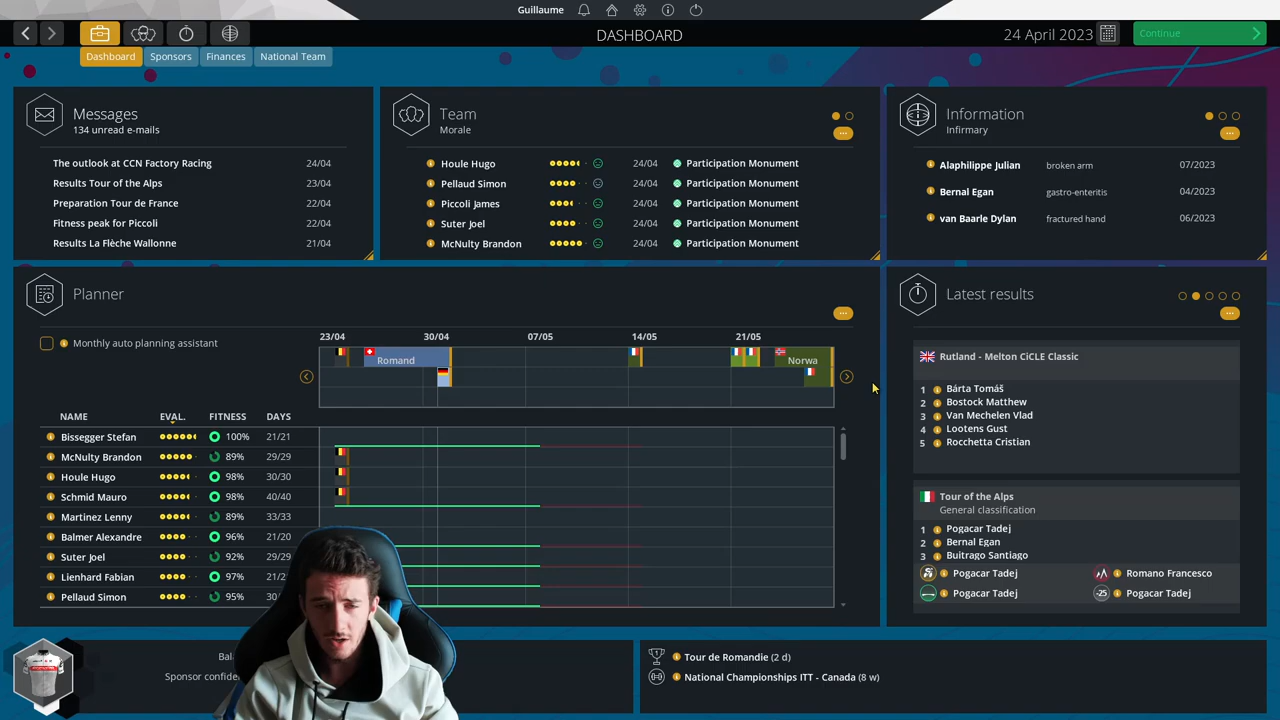 Guillaume
DASHBOARD
24 April 2023
Continue
Dashboard
Sponsors
Finances
National Team
Messages
134 unread e-mails
The outlook at CCN Factory Racing 24/04
Results Tour of the Alps 23/04
Preparation Tour de France 22/04
Fitness peak for Piccoli 22/04
Results La Flèche Wallonne 21/04
Team
Morale
Houle Hugo 24/04 Participation Monument
Pellaud Simon 24/04 Participation Monument
Piccoli James 24/04 Participation Monument
Suter Joel 24/04 Participation Monument
McNulty Brandon 24/04 Participation Monument
Information
Infirmary
Alaphilippe Julian broken arm 07/2023
Bernal Egan gastro-enteritis 04/2023
van Baarle Dylan fractured hand 06/2023
Planner
Monthly auto planning assistant
23/04 30/04 07/05 14/05 21/05
Romand Norwa
NAME EVAL. FITNESS DAYS
Bissegger Stefan 100% 21/21
McNulty Brandon 89% 29/29
Houle Hugo 98% 30/30
Schmid Mauro 98% 40/40
Martinez Lenny 89% 33/33
Balmer Alexandre 96% 21/20
Suter Joel 92% 29/29
Lienhard Fabian 97% 21/2
Pellaud Simon 95% 30/
Latest results
Rutland - Melton CiCLE Classic
1 Bárta Tomáš
2 Bostock Matthew
3 Van Mechelen Vlad
4 Lootens Gust
5 Rocchetta Cristian
Tour of the Alps
General classification
1 Pogacar Tadej
2 Bernal Egan
3 Buitrago Santiago
Pogacar Tadej Romano Francesco
Pogacar Tadej -25 Pogacar Tadej
Bala
Sponsor confide
Tour de Romandie (2 d)
National Championships ITT - Canada (8 w)